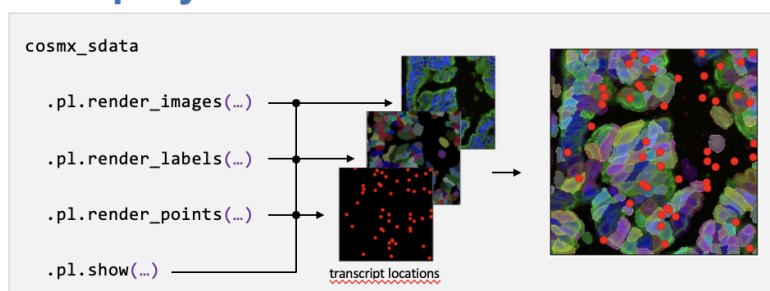 cosmx_sdata
.pl.render_images(…)
.pl.render_labels(…)
.pl.render_points(…)
.pl.show(…)
transcript locations